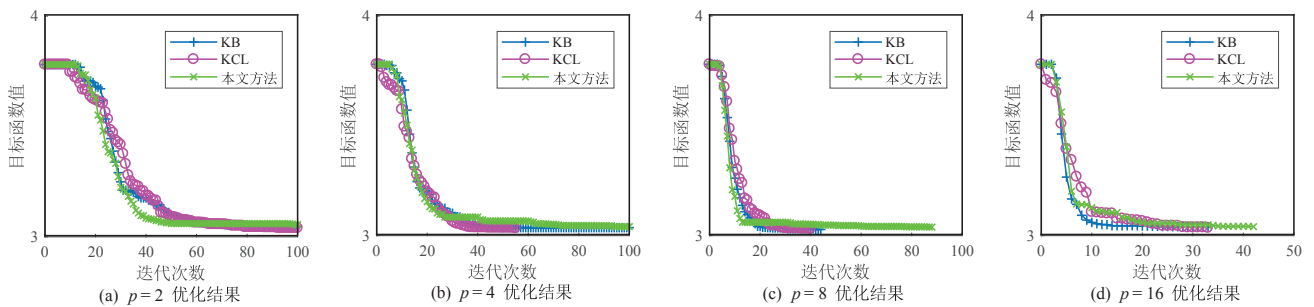 4
KB
KCL
本文方法
目标函数值
3
0 20 40 60 80 100
迭代次数
(a) p = 2 优化结果
4
KB
KCL
本文方法
目标函数值
3
0 20 40 60 80 100
迭代次数
(b) p = 4 优化结果
4
KB
KCL
本文方法
目标函数值
3
0 20 40 60 80 100
迭代次数
(c) p = 8 优化结果
4
KB
KCL
本文方法
目标函数值
3
0 10 20 30 40 50
迭代次数
(d) p = 16 优化结果